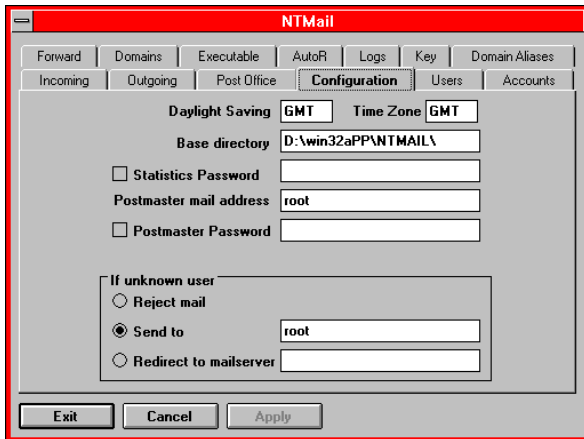 NTMail
Forward Domains Executable AutoR Logs Key Domain Aliases
Incoming Outgoing Post Office Configuration Users Accounts
Daylight Saving GMT Time Zone GMT
Base directory D:\win32aPP\NTMAIL\
Statistics Password
Postmaster mail address root
Postmaster Password
If unknown user
Reject mail
Send to root
Redirect to mailserver
Exit Cancel Apply